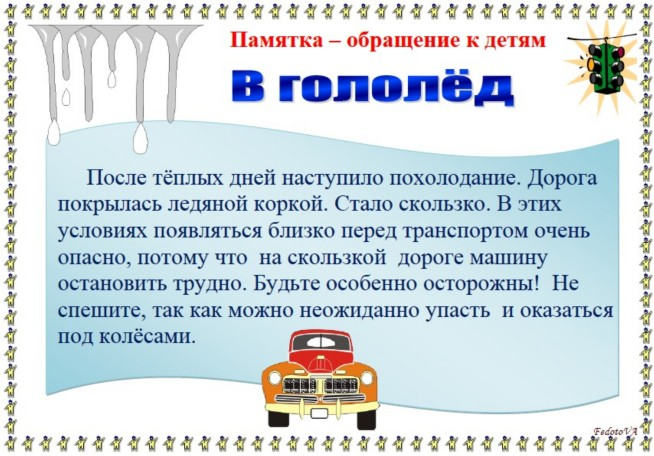 Памятка – обращение к детям
В гололёд
После тёплых дней наступило похолодание. Дорога
покрылась ледяной коркой. Стало скользко. В этих
условиях появляться близко перед транспортом очень
опасно, потому что на скользкой дороге машину
остановить трудно. Будьте особенно осторожны! Не
спешите, так как можно неожиданно упасть и оказаться
под колёсами.
FedotoVA